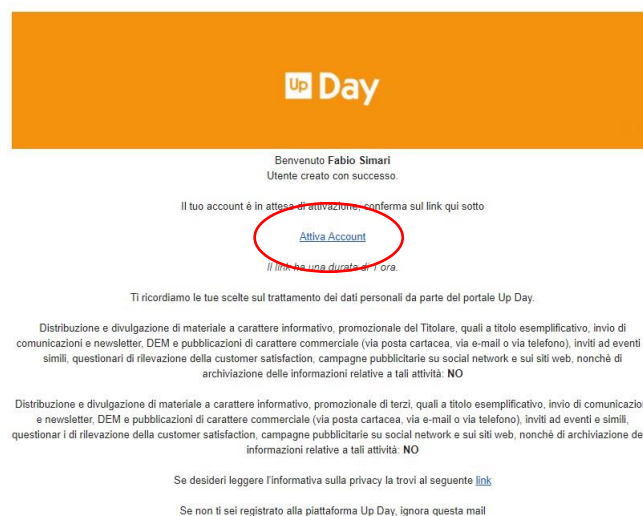 Up Day
Benvenuto Fabio Simari
Utente creato con successo.
Il tuo account è in attesa di attivazione, conferma sul link qui sotto
Attiva Account
Il link ha una durata di 1 ora.
Ti ricordiamo le tue scelte sul trattamento dei dati personali da parte del portale Up Day.
Distribuzione e divulgazione di materiale a carattere informativo, promozionale del Titolare, quali a titolo esemplificativo, invio di
comunicazioni e newsletter, DEM e pubblicazioni di carattere commerciale (via posta cartacea, via e-mail o via telefono), inviti ad eventi
simili, questionari di rilevazione della customer satisfaction, campagne pubblicitarie su social network e sui siti web, nonchè di
archiviazione delle informazioni relative a tali attività: NO
Distribuzione e divulgazione di materiale a carattere informativo, promozionale di terzi, quali a titolo esemplificativo, invio di comunicazio
e newsletter, DEM e pubblicazioni di carattere commerciale (via posta cartacea, via e-mail o via telefono), inviti ad eventi e simili,
questionar i di rilevazione della customer satisfaction, campagne pubblicitarie su social network e sui siti web, nonchè di archiviazione de
informazioni relative a tali attività: NO
Se desideri leggere l'informativa sulla privacy la trovi al seguente link
Se non ti sei registrato alla piattaforma Up Day, ignora questa mail